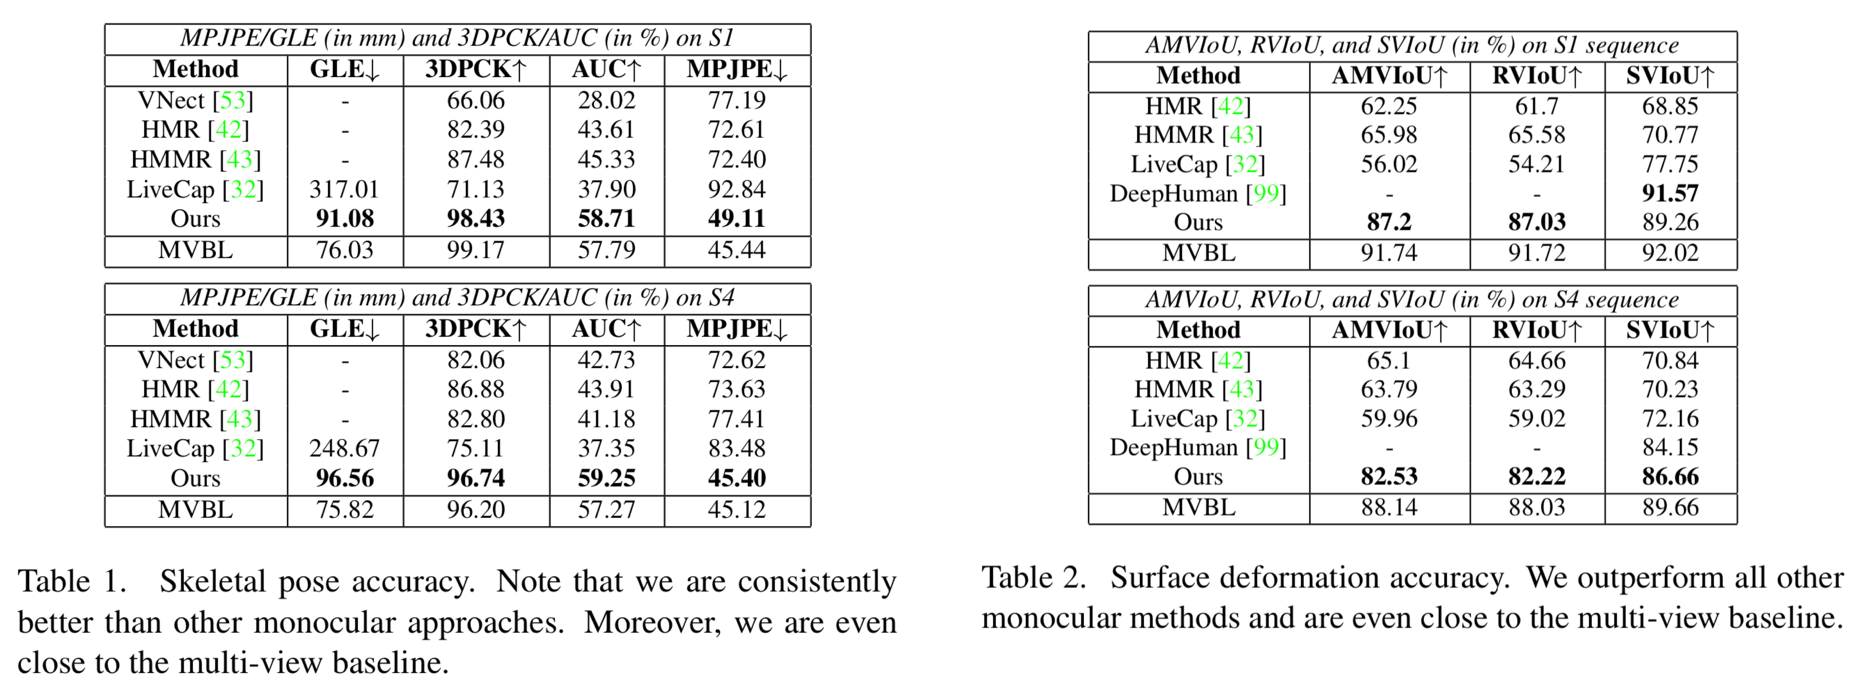 MPJPE/GLE (in mm) and 3DPCK/AUC (in %) on S1
Method GLE↓ 3DPCK↑ AUC↑ MPJPE↓
VNect [53] - 66.06 28.02 77.19
HMR [42] - 82.39 43.61 72.61
HMMR [43] - 87.48 45.33 72.40
LiveCap [32] 317.01 71.13 37.90 92.84
Ours 91.08 98.43 58.71 49.11
MVBL 76.03 99.17 57.79 45.44
MPJPE/GLE (in mm) and 3DPCK/AUC (in %) on S4
Method GLE↓ 3DPCK↑ AUC↑ MPJPE↓
VNect [53] - 82.06 42.73 72.62
HMR [42] - 86.88 43.91 73.63
HMMR [43] - 82.80 41.18 77.41
LiveCap [32] 248.67 75.11 37.35 83.48
Ours 96.56 96.74 59.25 45.40
MVBL 75.82 96.20 57.27 45.12
Table 1. Skeletal pose accuracy. Note that we are consistently
better than other monocular approaches. Moreover, we are even
close to the multi-view baseline.
AMVIoU, RVIoU, and SVIoU (in %) on S1 sequence
Method AMVIoU↑ RVIoU↑ SVIoU↑
HMR [42] 62.25 61.7 68.85
HMMR [43] 65.98 65.58 70.77
LiveCap [32] 56.02 54.21 77.75
DeepHuman [99] - - 91.57
Ours 87.2 87.03 89.26
MVBL 91.74 91.72 92.02
AMVIoU, RVIoU, and SVIoU (in %) on S4 sequence
Method AMVIoU↑ RVIoU↑ SVIoU↑
HMR [42] 65.1 64.66 70.84
HMMR [43] 63.79 63.29 70.23
LiveCap [32] 59.96 59.02 72.16
DeepHuman [99] - - 84.15
Ours 82.53 82.22 86.66
MVBL 88.14 88.03 89.66
Table 2. Surface deformation accuracy. We outperform all other
monocular methods and are even close to the multi-view baseline.